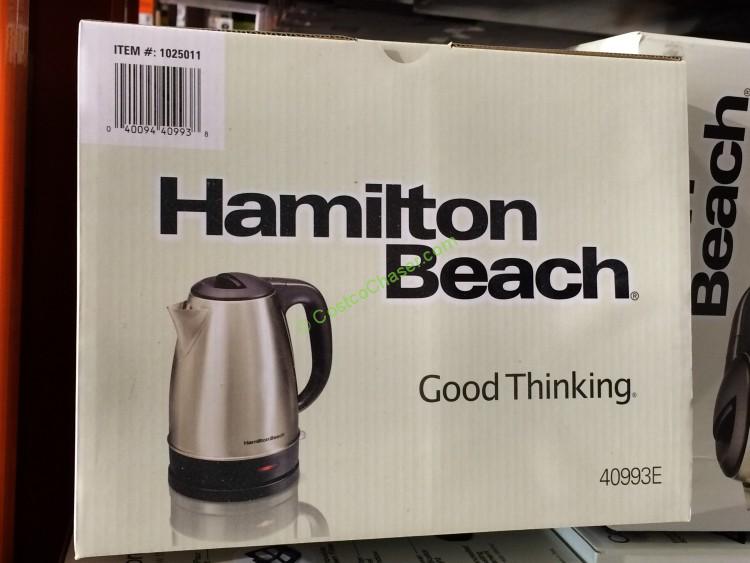 ITEM #: 1025011
0 40094 40993 8
Hamilton
Beach®
© CostcoChaser.com
Hamilton Beach
Good Thinking®
40993E
Beach®